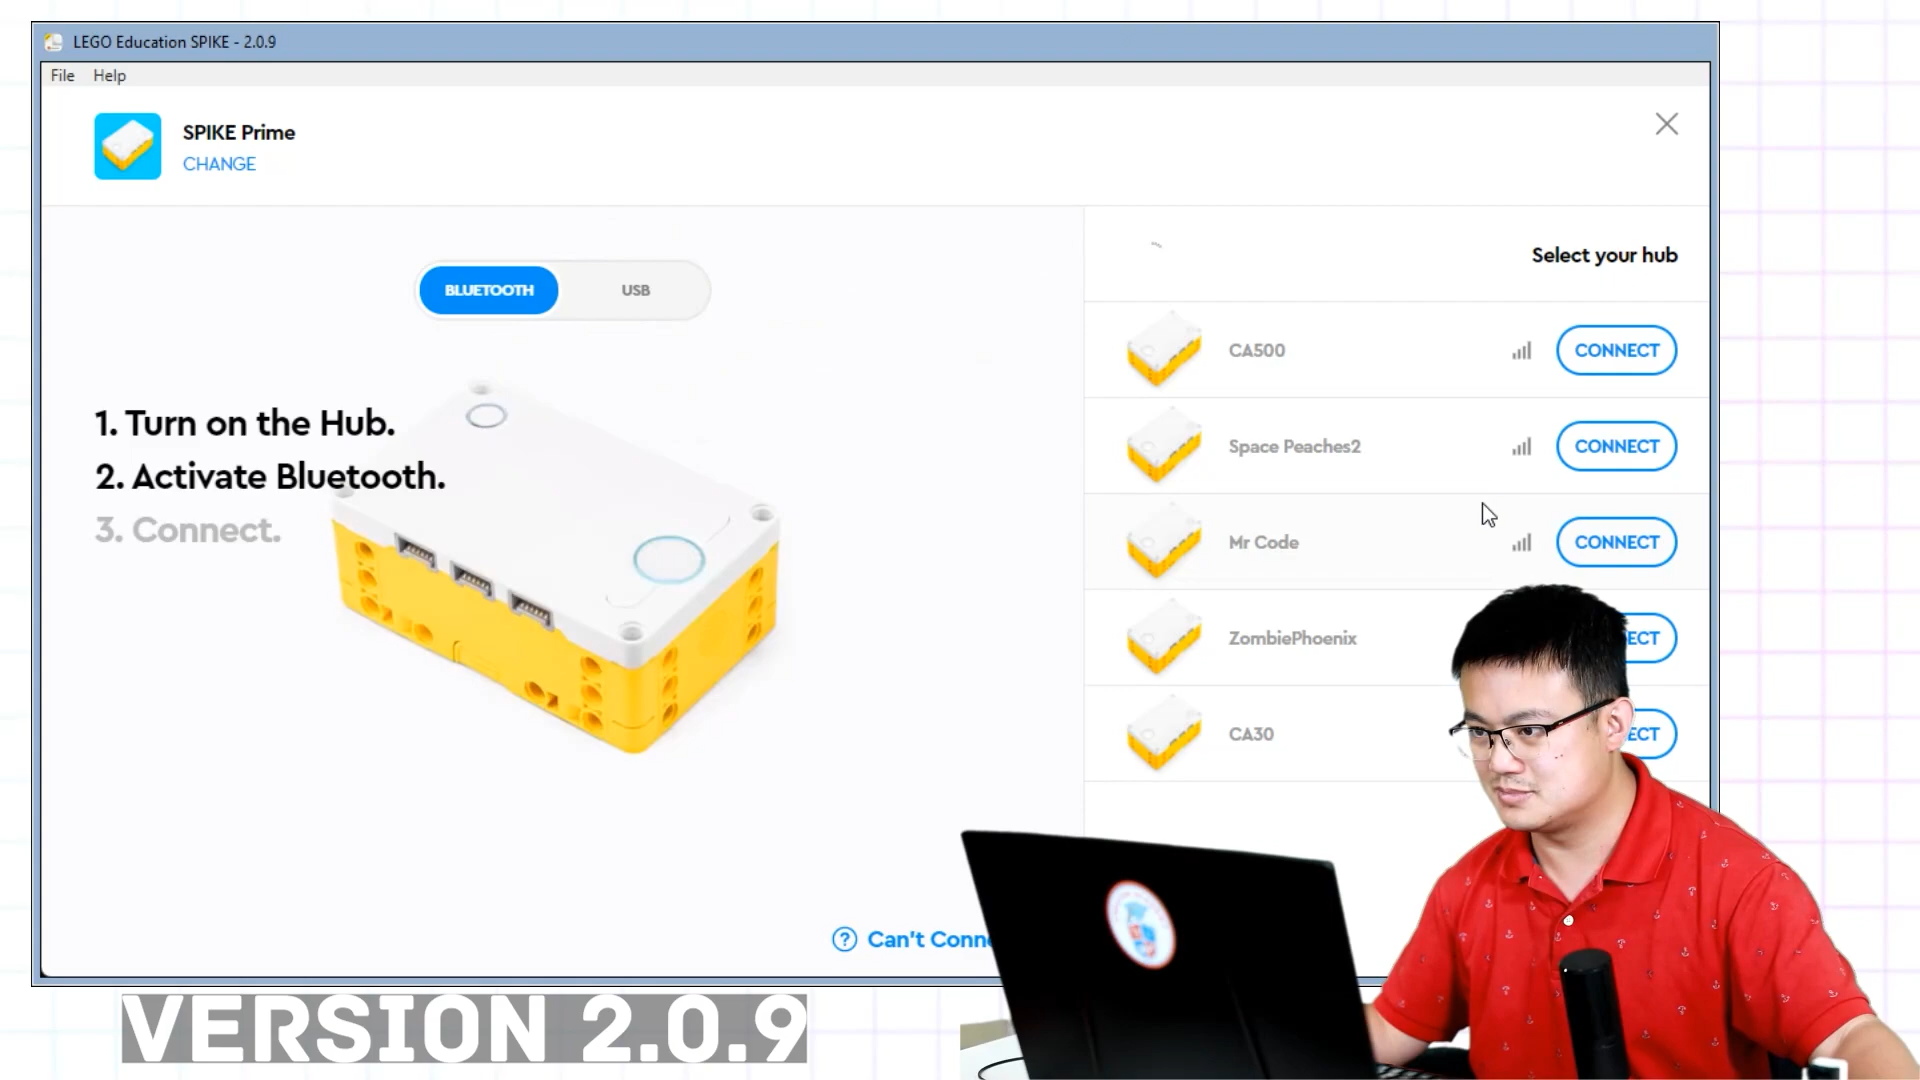 LEGO Education SPIKE - 2.0.9
File Help
SPIKE Prime
CHANGE
BLUETOOTH USB
Select your hub
1. Turn on the Hub.
2. Activate Bluetooth.
3. Connect.
CA500 CONNECT
Space Peaches2 CONNECT
Mr Code CONNECT
ZombiePhoenix ECT
CA30 ECT
? Can't Conn
VERSION 2.0.9